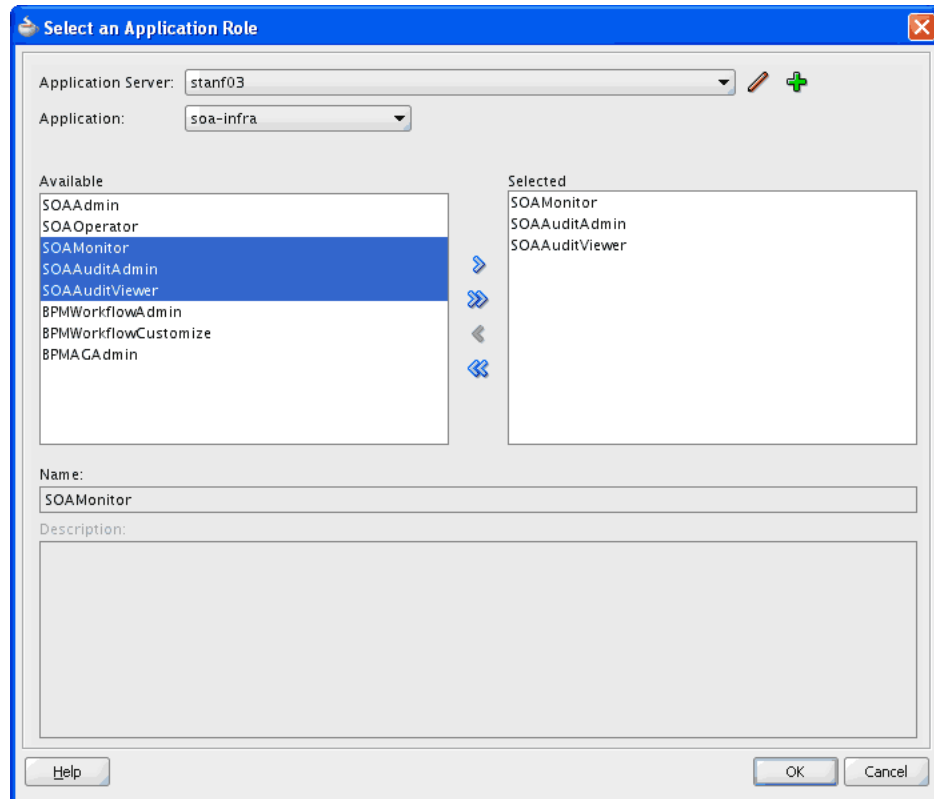 Select an Application Role
Application Server: stanf03
Application: soa-infra
Available
SOAAdmin
SOAOperator
SOAMonitor
SOAAuditAdmin
SOAAuditViewer
BPMWorkflowAdmin
BPMWorkflowCustomize
BPMAGAdmin
Selected
SOAMonitor
SOAAuditAdmin
SOAAuditViewer
Name:
SOAMonitor
Description:
Help OK Cancel